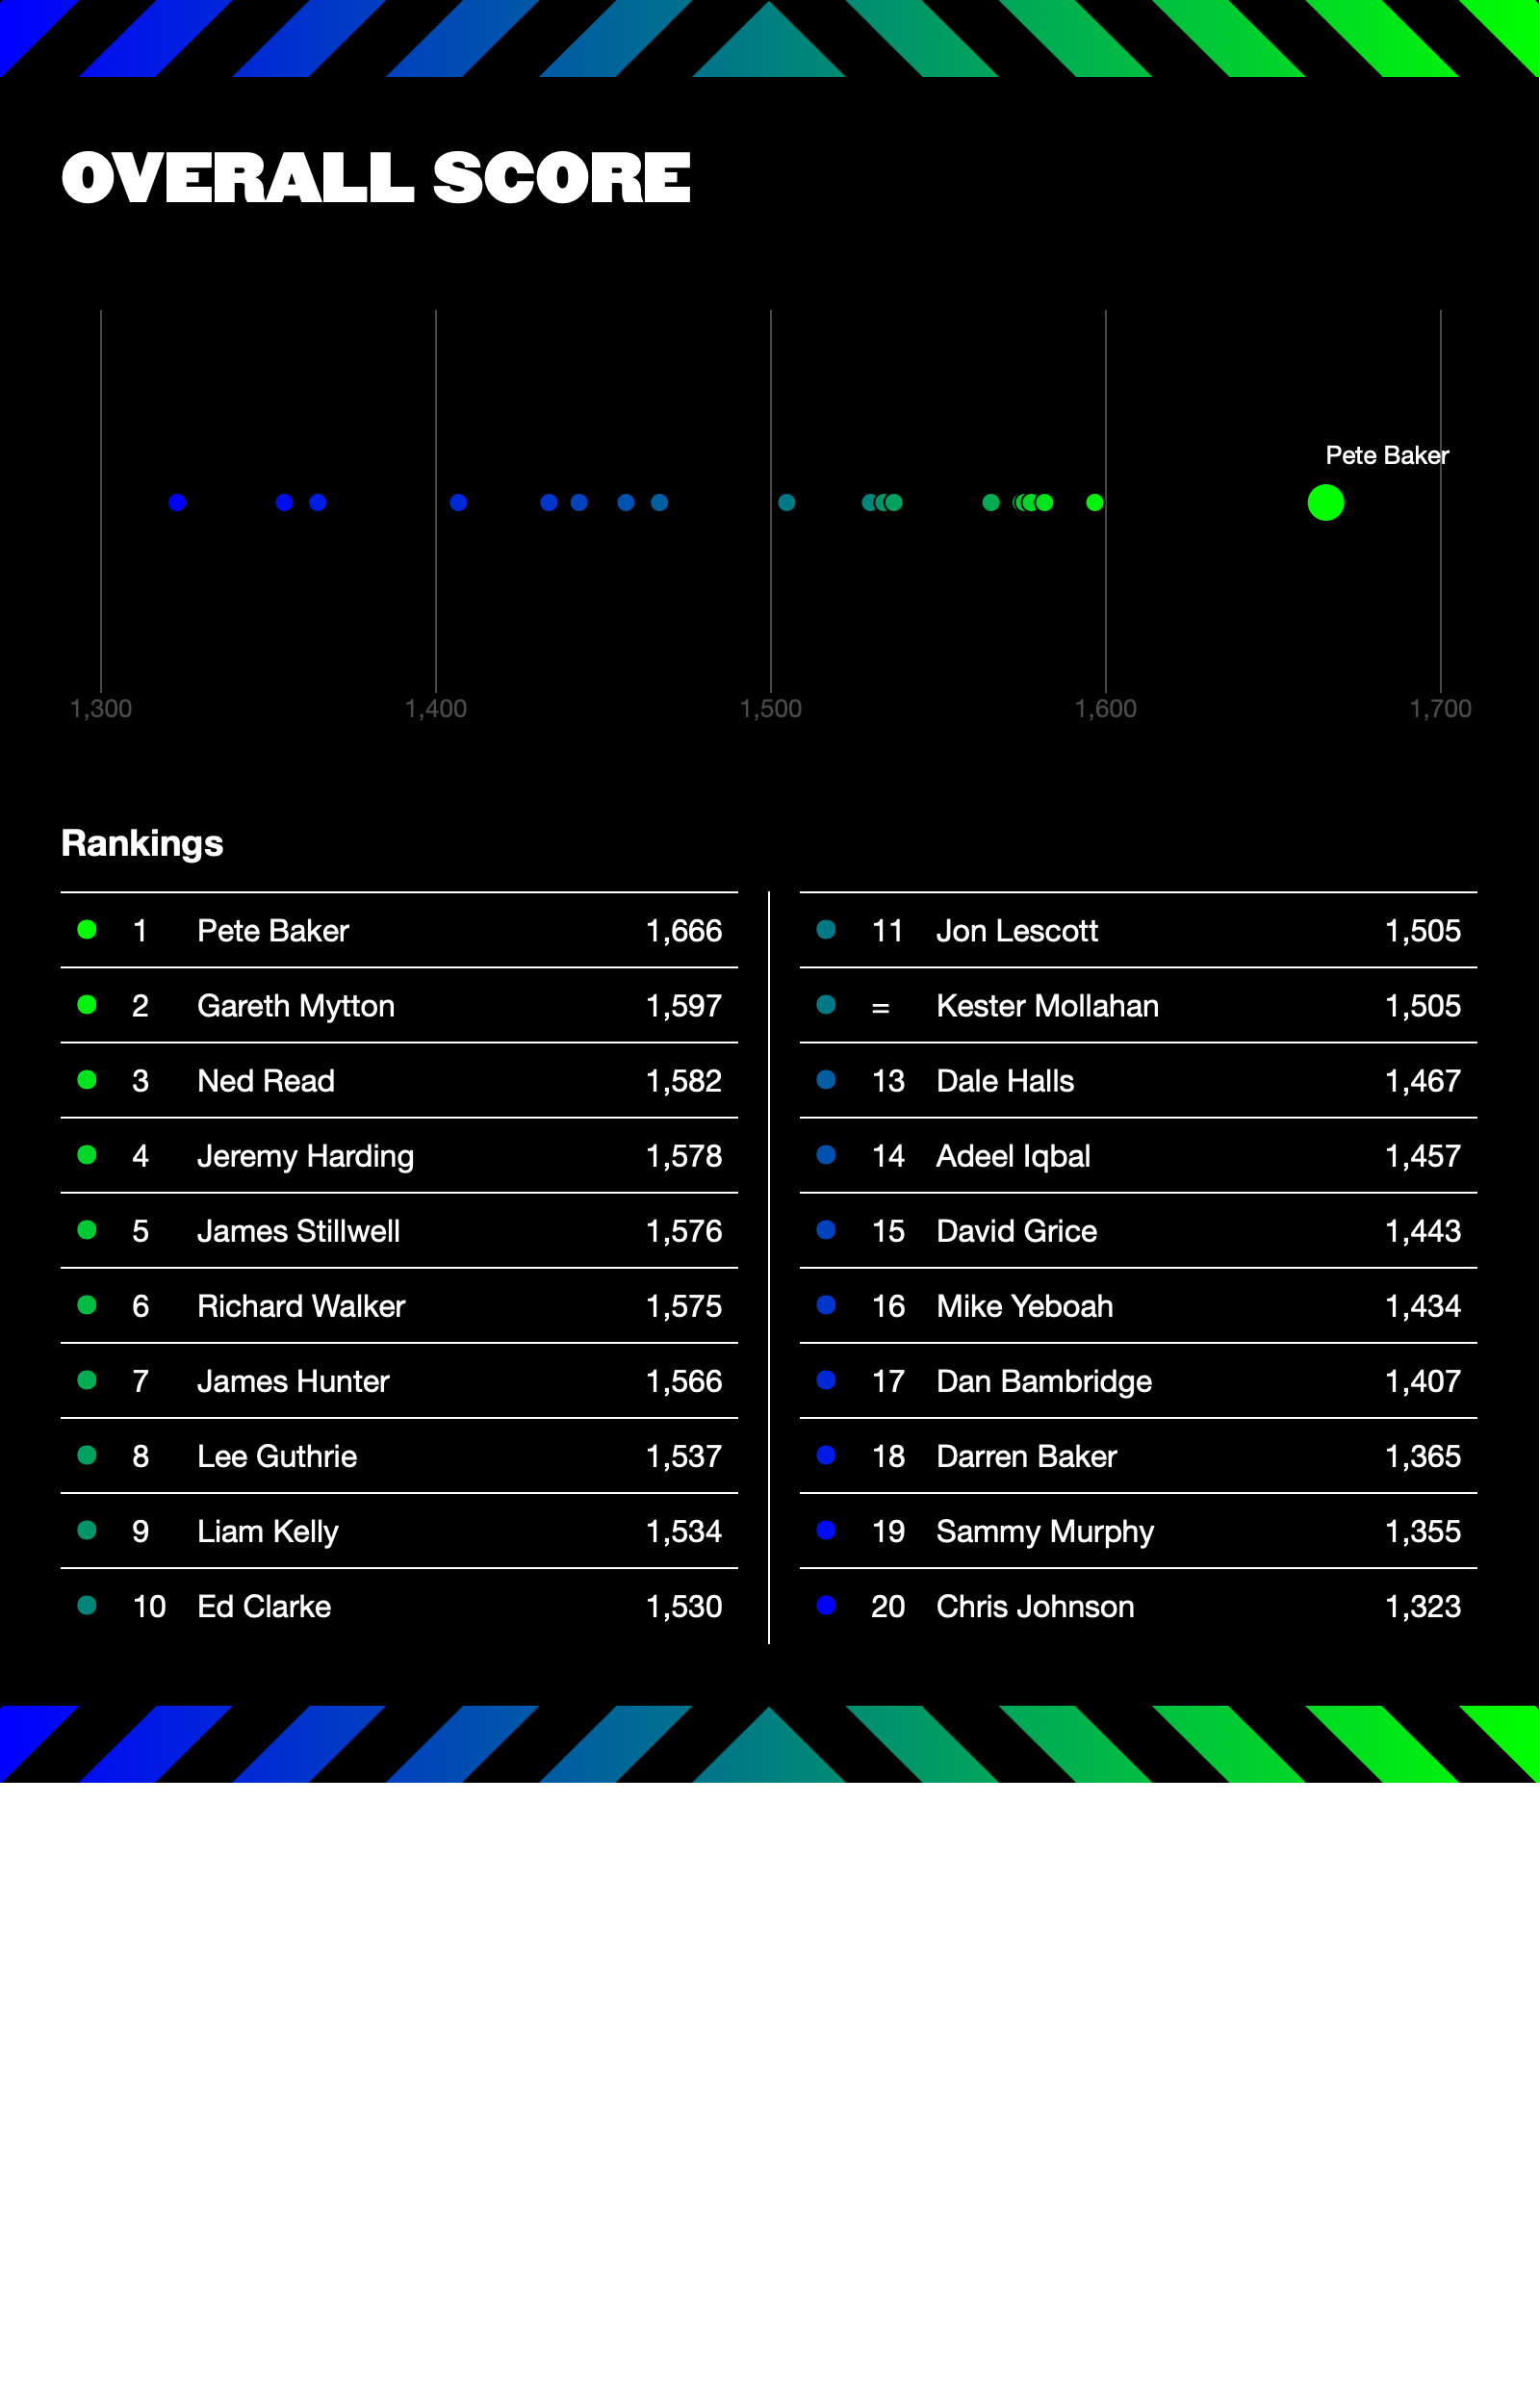 OVERALL SCORE
Pete Baker
1,300 1,400 1,500 1,600 1,700
Rankings
1 Pete Baker 1,666
2 Gareth Mytton 1,597
3 Ned Read 1,582
4 Jeremy Harding 1,578
5 James Stillwell 1,576
6 Richard Walker 1,575
7 James Hunter 1,566
8 Lee Guthrie 1,537
9 Liam Kelly 1,534
10 Ed Clarke 1,530
11 Jon Lescott 1,505
= Kester Mollahan 1,505
13 Dale Halls 1,467
14 Adeel Iqbal 1,457
15 David Grice 1,443
16 Mike Yeboah 1,434
17 Dan Bambridge 1,407
18 Darren Baker 1,365
19 Sammy Murphy 1,355
20 Chris Johnson 1,323